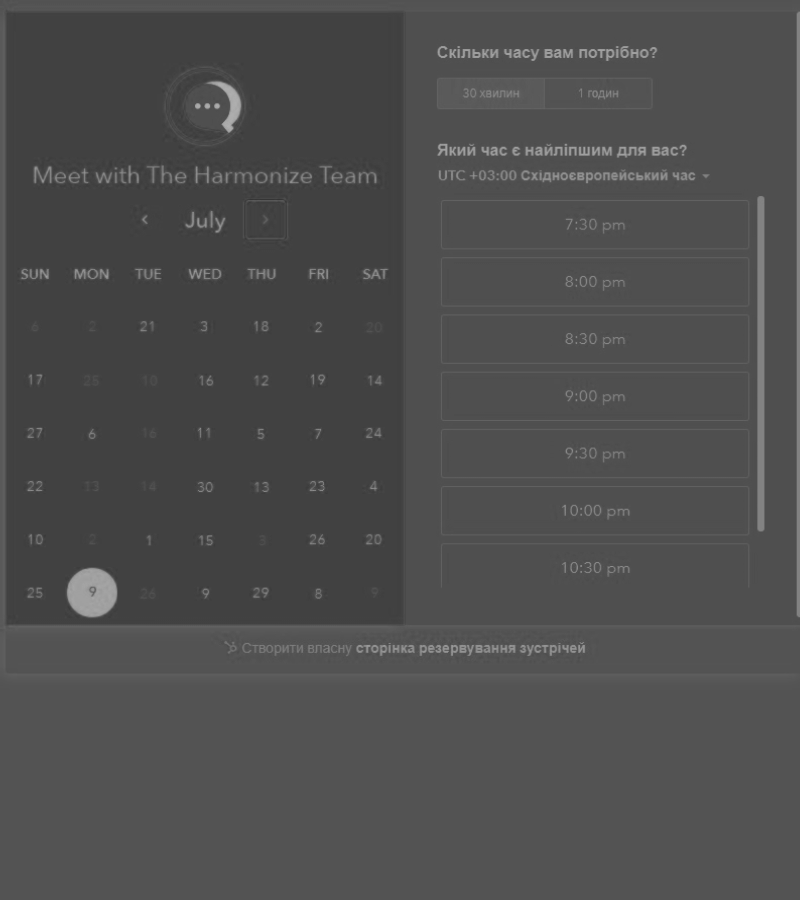 Meet with The Harmonize Team
July
SUN MON TUE WED THU FRI SAT
6 2 21 3 18 2 20
17 25 10 16 12 19 14
27 6 16 11 5 7 24
22 13 14 30 13 23 4
10 2 1 15 3 26 20
25 9 26 9 29 8 9
Скільки часу вам потрібно?
30 хвилин 1 годин
Який час є найліпшим для вас?
UTC +03:00 Східноєвропейський час
7:30 pm
8:00 pm
8:30 pm
9:00 pm
9:30 pm
10:00 pm
10:30 pm
Створити власну сторінка резервування зустрічей